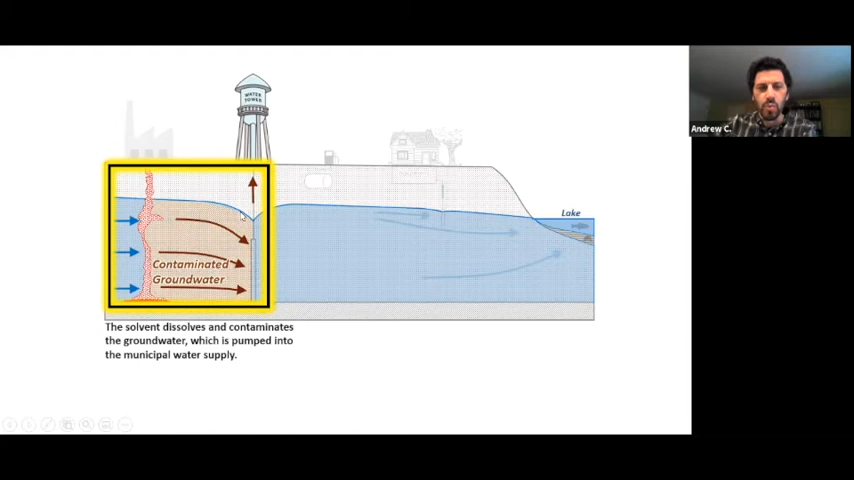 WATER
TOWER
Andrew C.
Lake
Contaminated
Groundwater
The solvent dissolves and contaminates
the groundwater, which is pumped into
the municipal water supply.